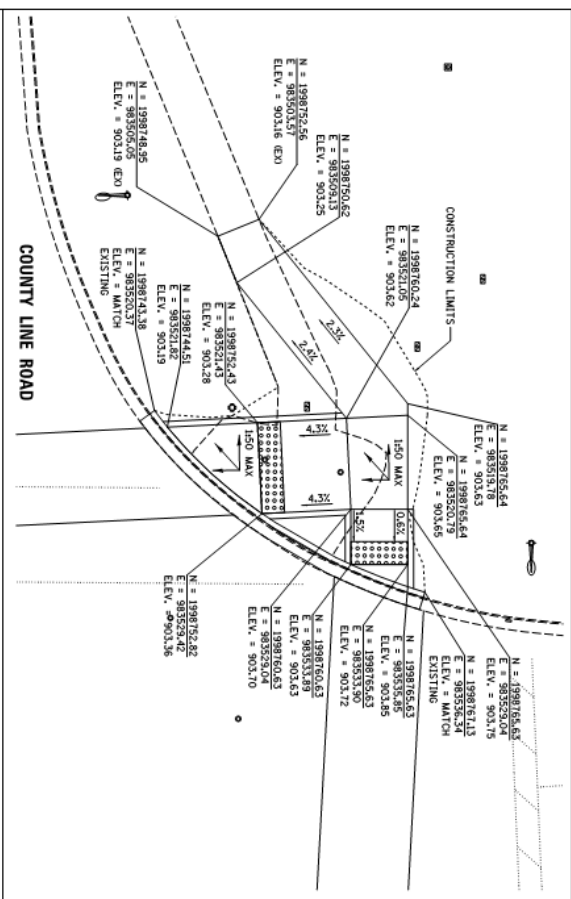 N = 1998752.56
E = 983503.57
ELEV. = 903.16 (EX)
N = 1998748.95
E = 983505.05
ELEV. = 903.19 (EX)
N = 1998750.62
E = 983509.13
ELEV. = 903.25
CONSTRUCTION LIMITS
N = 1998760.24
E = 983521.05
ELEV. = 903.62
N = 1998743.38
E = 983520.37
ELEV. = MATCH
EXISTING
N = 1998744.51
E = 983521.82
ELEV. = 903.19
N = 1998752.43
E = 983521.43
ELEV. = 903.28
2.3%
2.4%
N = 1998765.64
E = 983519.78
ELEV. = 903.63
N = 1998765.64
E = 983520.79
ELEV. = 903.65
4.3%
4.3%
1:50 MAX
1:50 MAX
1.5%
0.6%
N = 1998765.63
E = 983529.04
ELEV. = 903.75
N = 1998767.13
E = 983536.34
ELEV. = MATCH
EXISTING
N = 1998765.63
E = 983535.85
ELEV. = 903.85
N = 1998765.63
E = 983533.90
ELEV. = 903.72
N = 1998760.63
E = 983533.89
ELEV. = 903.63
N = 1998760.63
E = 983529.04
ELEV. = 903.70
N = 1998752.82
E = 983529.42
ELEV. = 903.36
COUNTY LINE ROAD